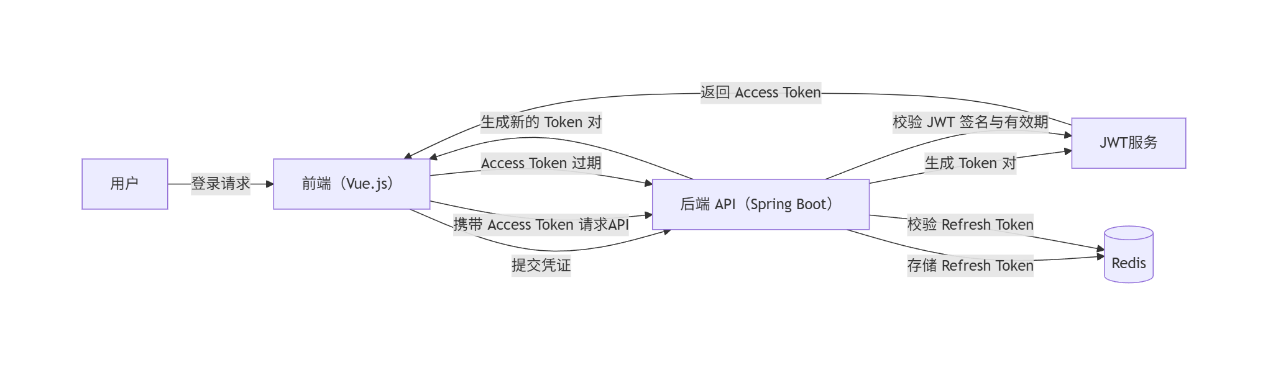 返回 Access Token
生成新的 Token 对
校验 JWT 签名与有效期
JWT服务
Access Token 过期
生成 Token 对
用户
登录请求
前端（Vue.js）
后端 API（Spring Boot）
携带 Access Token 请求API
校验 Refresh Token
提交凭证
存储 Refresh Token
Redis